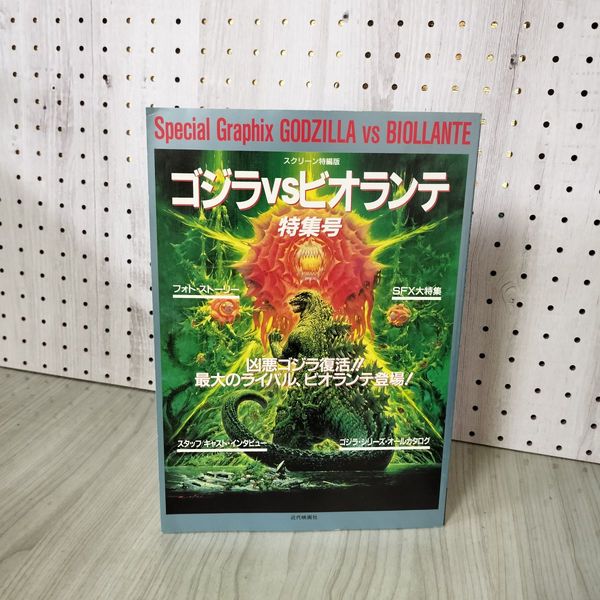 Special Graphix GODZILLA vs BIOLLANTE
スクリーン特編版
ゴジラvsビオランテ
特集号
フォト・ストーリー
SFX大特集
凶悪ゴジラ復活!!
最大のライバル、ビオランテ登場!
スタッフ・キャスト・インタビュー
ゴジラ・シリーズ・オールカタログ
近代映画社